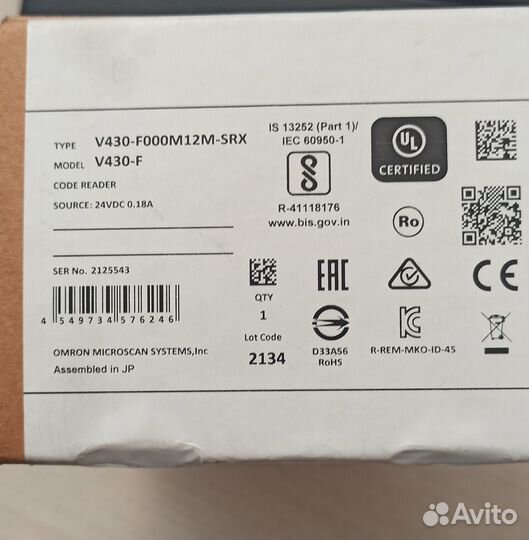 TYPE V430-F000M12M-SRX
MODEL V430-F
CODE READER
SOURCE: 24VDC 0.18A
SER No. 2125543
4 549734 576246
OMRON MICROSCAN SYSTEMS,Inc
Assembled in JP
IS 13252 (Part 1)/
IEC 60950-1
R-41118176
www.bis.gov.in
QTY
1
Lot Code
2134
UL
CERTIFIED
Ro
EAC
CE
D33A56
RoHS
R-REM-MKO-ID-45
Avito